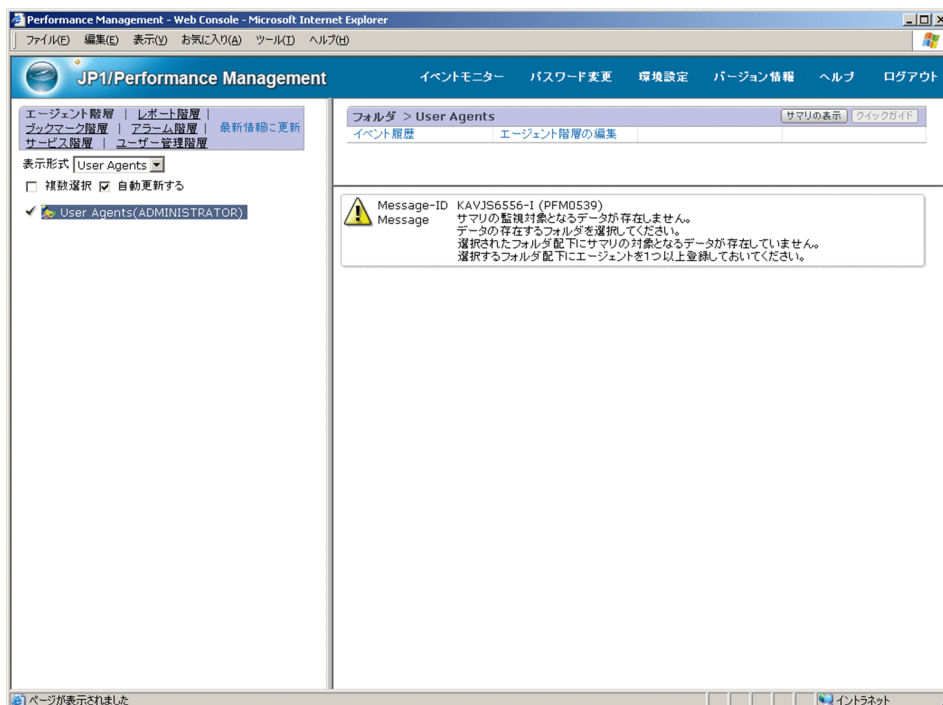 Performance Management - Web Console - Microsoft Internet Explorer
ファイル(F) 編集(E) 表示(V) お気に入り(A) ツール(T) ヘルプ(H)
JP1/Performance Management イベントモニター パスワード変更 環境設定 バージョン情報 ヘルプ ログアウト
エージェント階層 | レポート階層 |
ブックマーク階層 | アラーム階層 | 最新情報に更新
サービス階層 | ユーザー管理階層
表示形式 User Agents
複数選択 自動更新する
User Agents(ADMINISTRATOR)
フォルダ > User Agents サマリの表示 クイックガイド
イベント履歴 エージェント階層の編集
Message-ID KAVJS6556-I (PFM0539)
Message サマリの監視対象となるデータが存在しません。
データの存在するフォルダを選択してください。
選択されたフォルダ配下にサマリの対象となるデータが存在していません。
選択するフォルダ配下にエージェントを1つ以上登録しておいてください。
ページが表示されました イントラネット